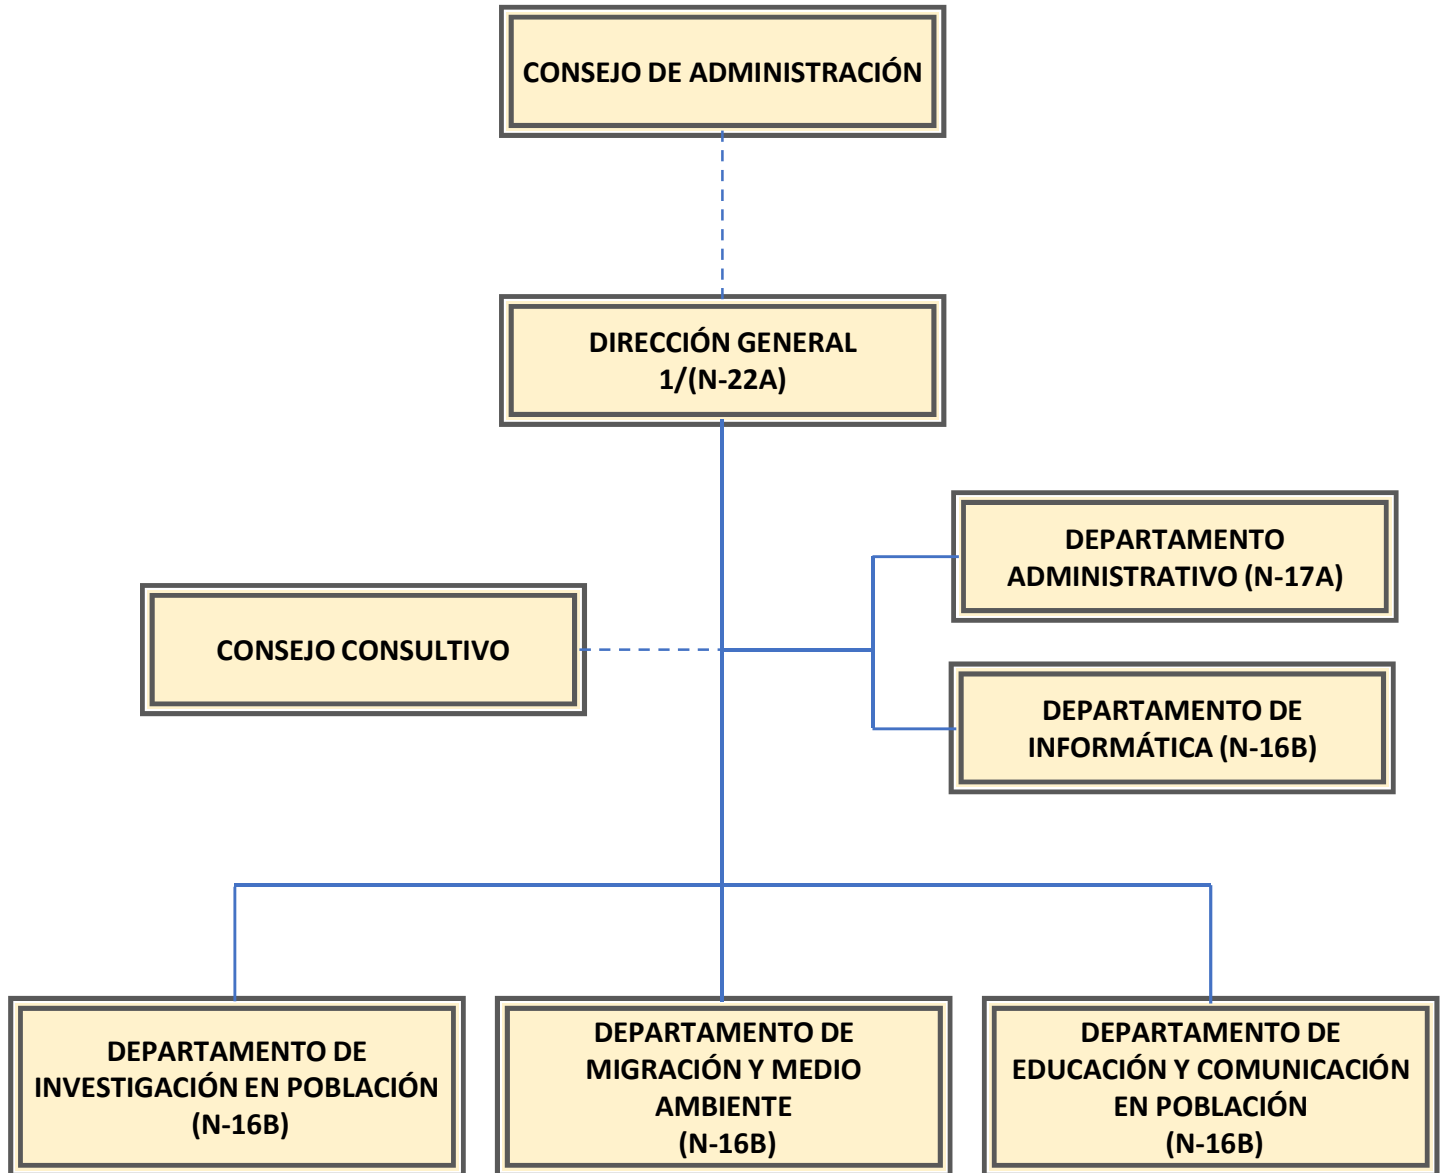 CONSEJO DE ADMINISTRACIÓN
DIRECCIÓN GENERAL
1/(N-22A)
DEPARTAMENTO
ADMINISTRATIVO (N-17A)
CONSEJO CONSULTIVO
DEPARTAMENTO DE
INFORMÁTICA (N-16B)
DEPARTAMENTO DE
INVESTIGACIÓN EN POBLACIÓN
(N-16B)
DEPARTAMENTO DE
MIGRACIÓN Y MEDIO
AMBIENTE
(N-16B)
DEPARTAMENTO DE
EDUCACIÓN Y COMUNICACIÓN
EN POBLACIÓN
(N-16B)